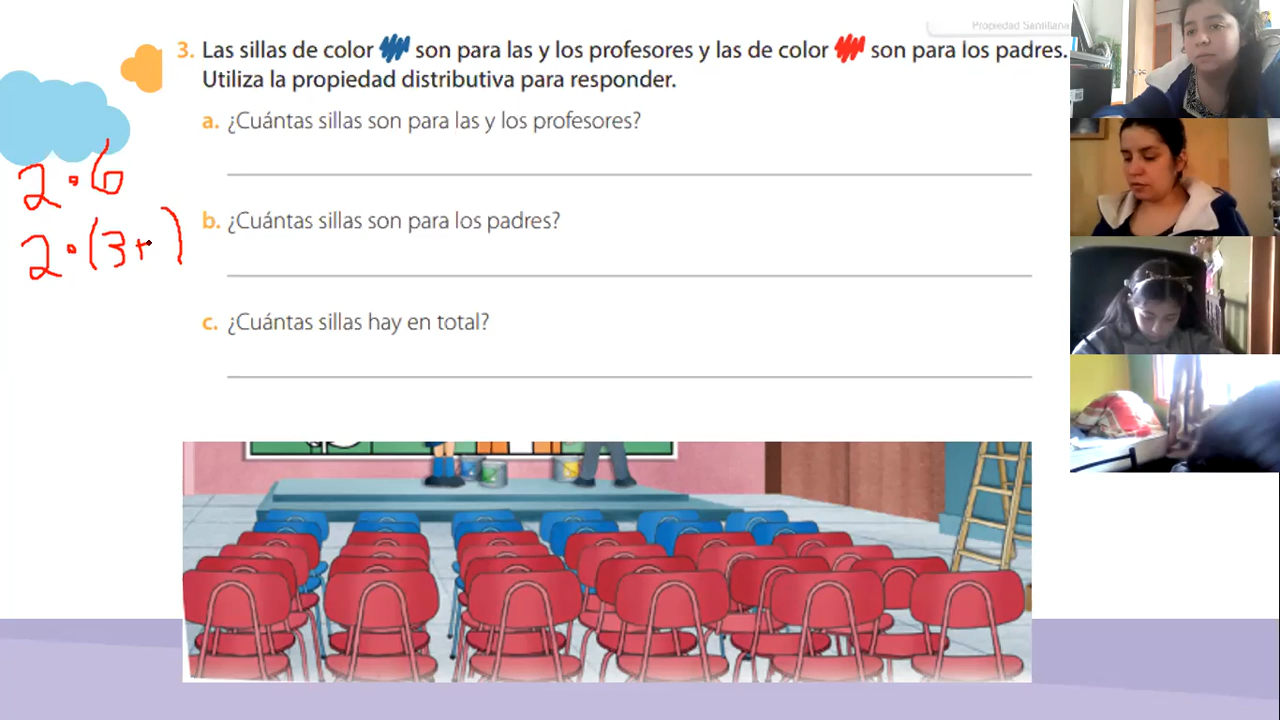 Propiedad Santillana
3. Las sillas de color son para las y los profesores y las de color son para los padres.
Utiliza la propiedad distributiva para responder.
a. ¿Cuántas sillas son para las y los profesores?
2 · 6
b. ¿Cuántas sillas son para los padres?
2 · (3+ )
c. ¿Cuántas sillas hay en total?